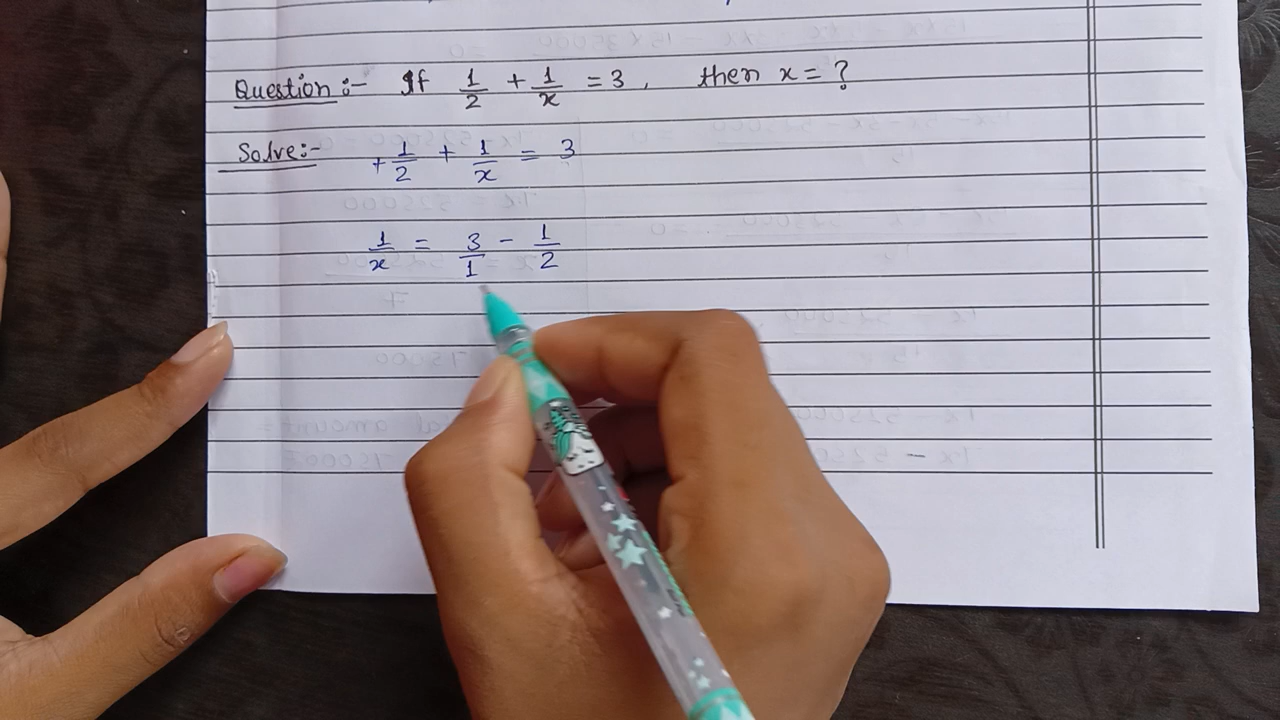 Question :- If 1/2 + 1/x = 3, then x = ?
Solve:- + 1/2 + 1/x = 3
1/x = 3/1 - 1/2